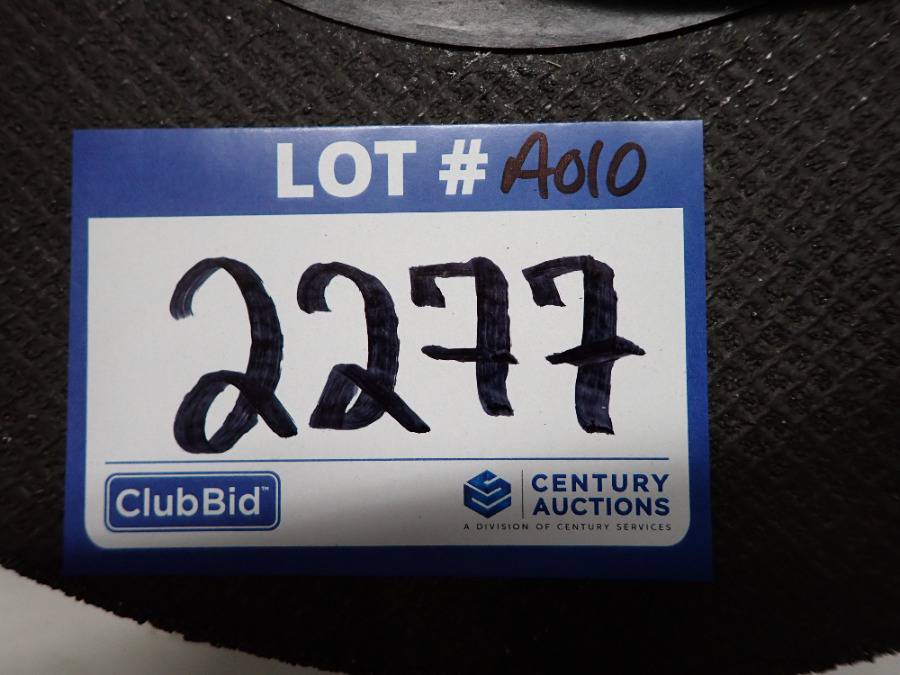 LOT # A010
2277
ClubBid™
CENTURY
AUCTIONS
A DIVISION OF CENTURY SERVICES